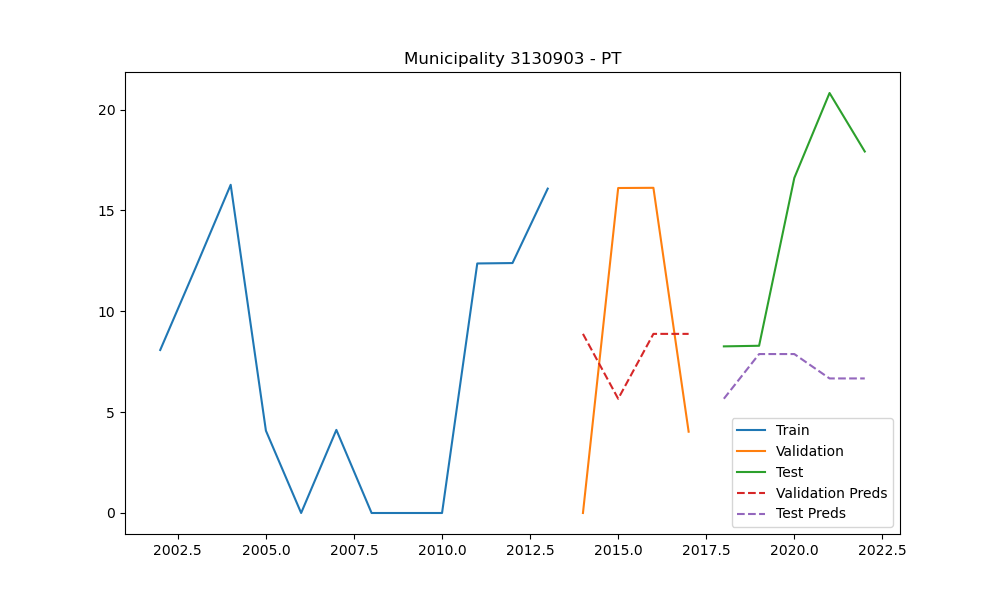 Municipality 3130903 - PT
20
15
10
5
0
2002.5 2005.0 2007.5 2010.0 2012.5 2015.0 2017.5 2020.0 2022.5
Train
Validation
Test
Validation Preds
Test Preds